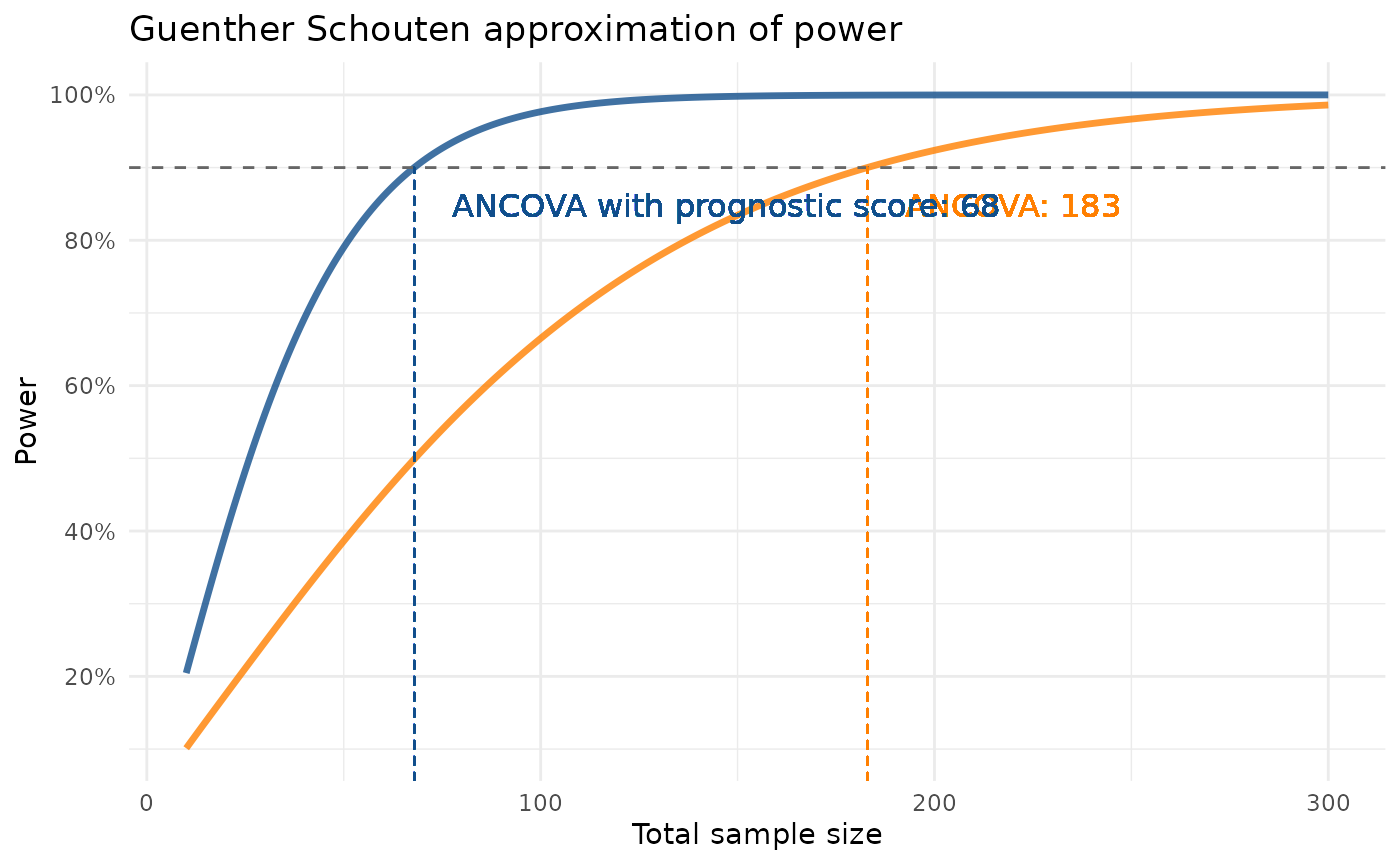 Guenther Schouten approximation of power
100%
80%
60%
40%
20%
Power
ANCOVA with prognostic score: 68
ANCOVA: 183
0
100
200
300
Total sample size